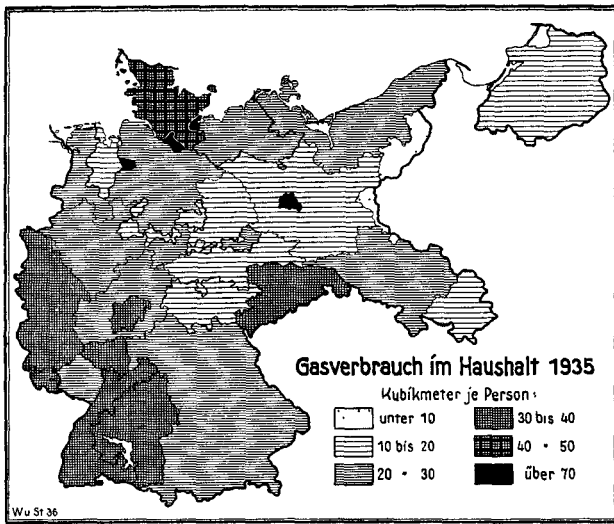 Gasverbrauch im Haushalt 1935
Kubikmeter je Person:
unter 10
10 bis 20
20 " 30
30 bis 40
40 " 50
über 70
W u St 36